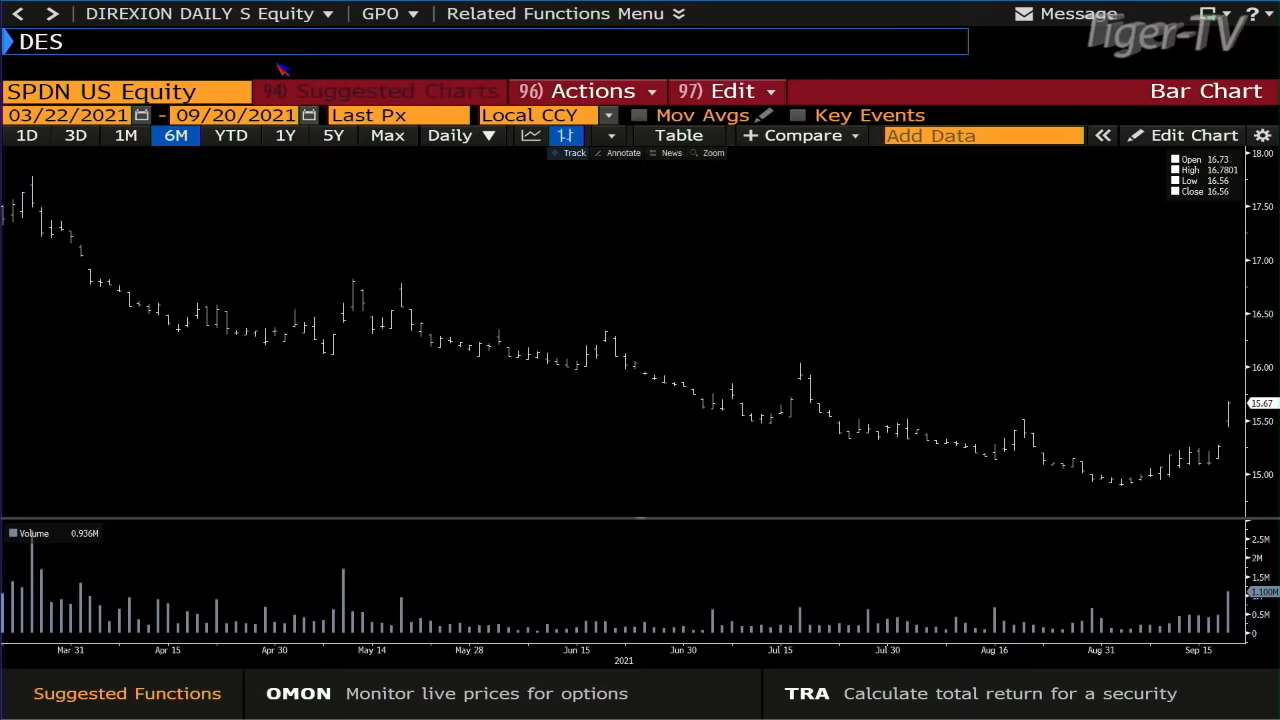 DIREXION DAILY S Equity GPO Related Functions Menu Message ?
Tiger-TV
DES
SPDN US Equity 94) Suggested Charts 96) Actions 97) Edit Bar Chart
03/22/2021 - 09/20/2021 Last Px Local CCY Mov Avgs Key Events
1D 3D 1M 6M YTD 1Y 5Y Max Daily Table + Compare Add Data Edit Chart
Track Annotate News Zoom
Open 16.73
High 16.7801
Low 16.56
Close 16.56
18.00
17.50
17.00
16.50
16.00
15.67
15.50
15.00
Volume 0.936M
2.5M
2M
1.5M
1.100M
0.5M
0
Mar 31 Apr 15 Apr 30 May 14 May 28 Jun 15 Jun 30 Jul 15 Jul 30 Aug 16 Aug 31 Sep 15
2021
Suggested Functions OMON Monitor live prices for options TRA Calculate total return for a security